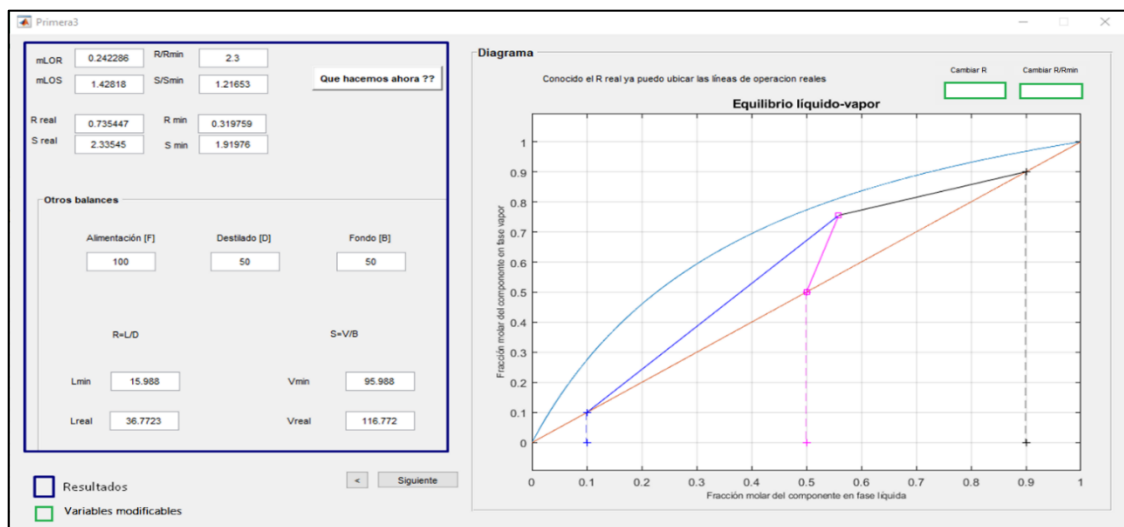 Primera3
mLOR 0.242286 R/Rmin 2.3
mLOS 1.42818 S/Smin 1.21653
Que hacemos ahora ??
R real 0.735447 R min 0.319759
S real 2.33545 S min 1.91976
Otros balances
Alimentación [F] Destilado [D] Fondo [B]
100 50 50
R=L/D S=V/B
Lmin 15.988 Vmin 95.988
Lreal 36.7723 Vreal 116.772
< Siguiente
Resultados
Variables modificables
Diagrama
Conocido el R real ya puedo ubicar las líneas de operacion reales
Cambiar R Cambiar R/Rmin
Equilibrio líquido-vapor
Fracción molar del componente en fase vapor
1
0.9
0.8
0.7
0.6
0.5
0.4
0.3
0.2
0.1
0
0 0.1 0.2 0.3 0.4 0.5 0.6 0.7 0.8 0.9 1
Fracción molar del componente en fase líquida